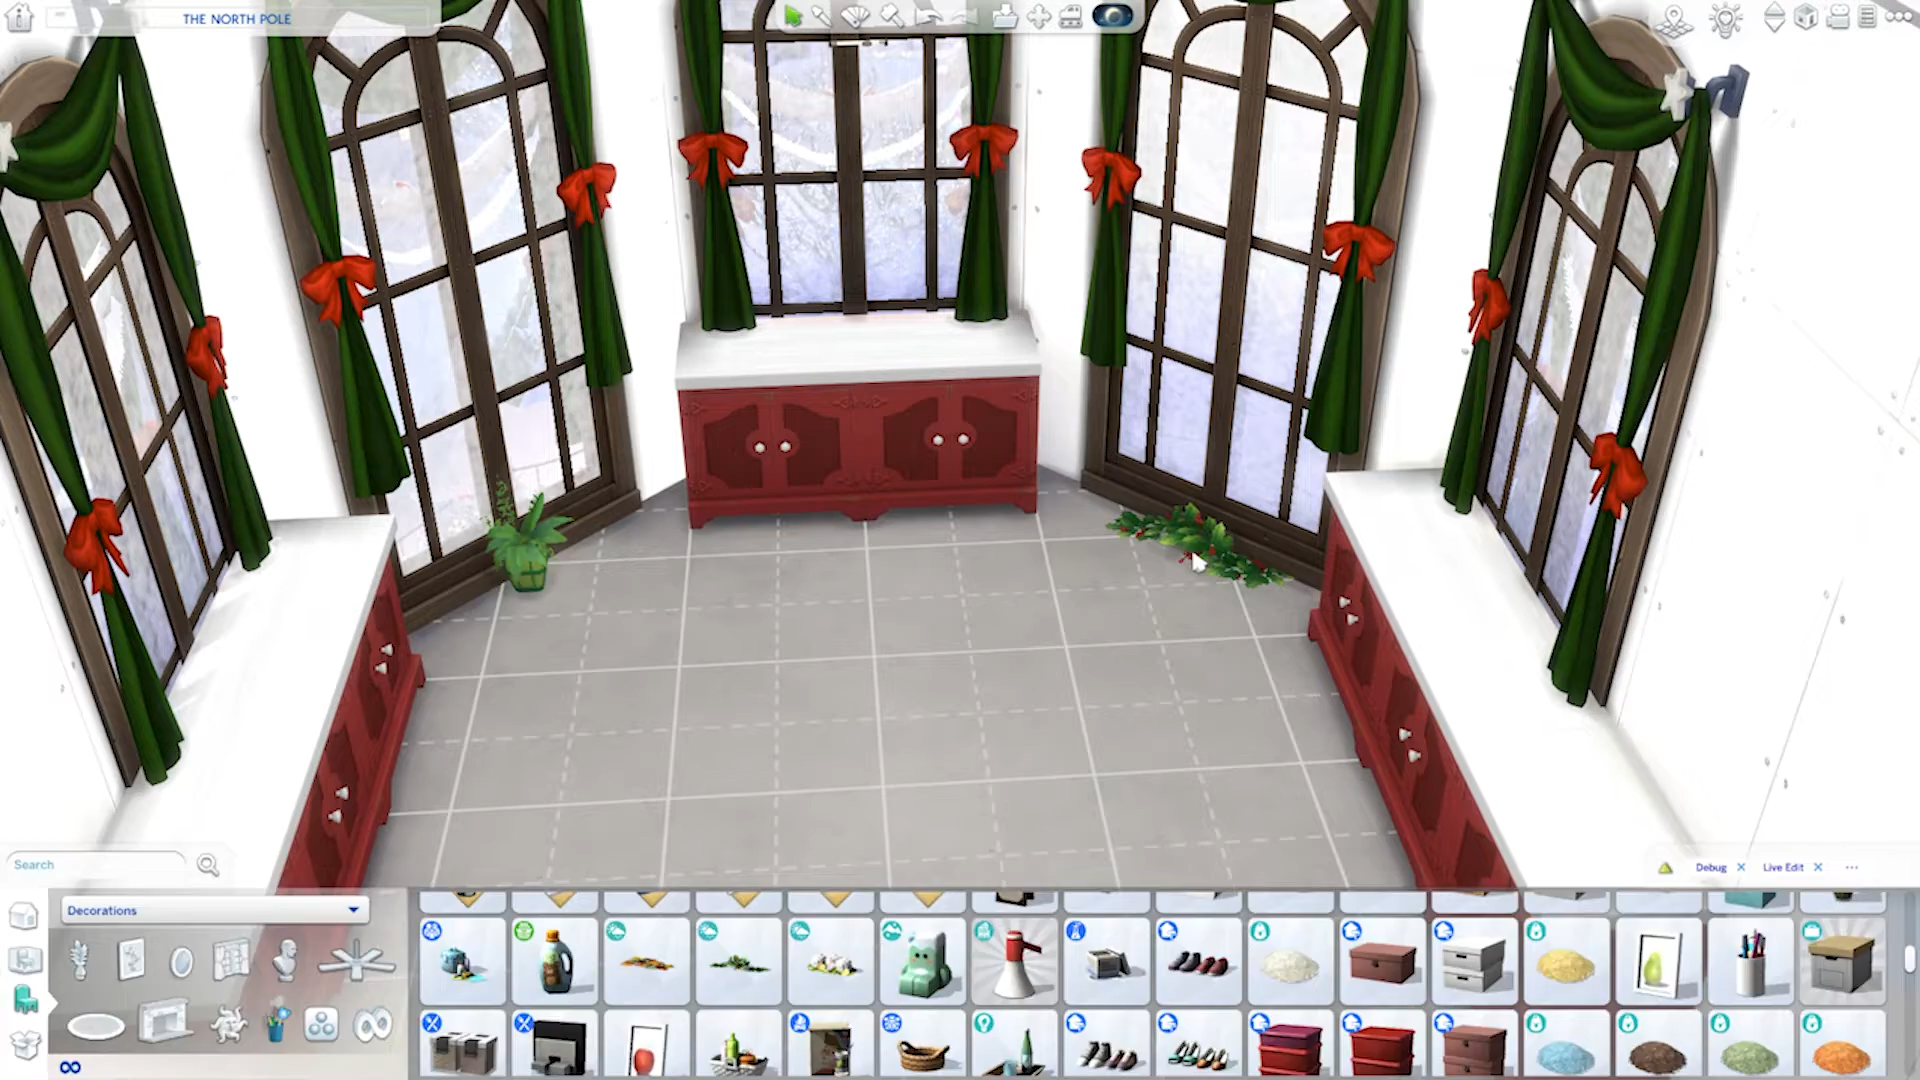 THE NORTH POLE
Search
Debug
Live Edit
Decorations